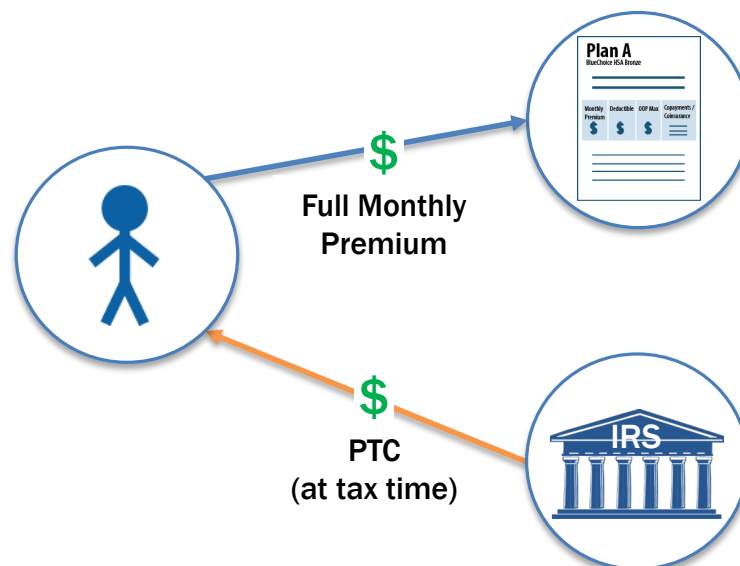 Plan A
BlueChoice HSA Bronze
Monthly Premium
$
Deductible
$
OOP Max
$
Copayments / Coinsurance
$
Full Monthly
Premium
$
PTC
(at tax time)
IRS